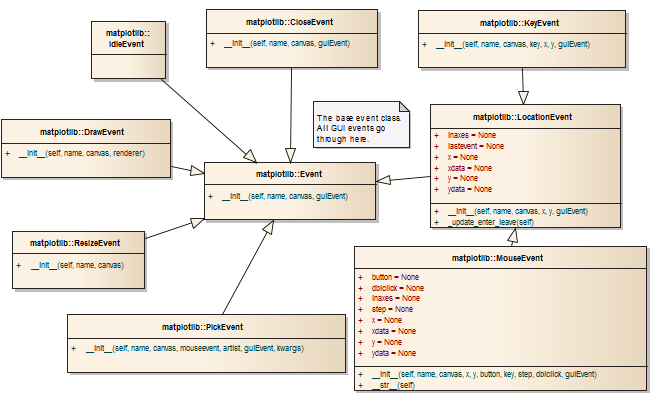 matplotlib::
IdleEvent
matplotlib::CloseEvent
+ __init__(self, name, canvas, guiEvent)
matplotlib::KeyEvent
+ __init__(self, name, canvas, key, x, y, guiEvent)
The base event class.
All GUI events go
through here.
matplotlib::LocationEvent
+ inaxes = None
+ lastevent = None
+ x = None
+ xdata = None
+ y = None
+ ydata = None
+ __init__(self, name, canvas, x, y, guiEvent)
+ _update_enter_leave(self)
matplotlib::DrawEvent
+ __init__(self, name, canvas, renderer)
matplotlib::Event
+ __init__(self, name, canvas, guiEvent)
matplotlib::ResizeEvent
+ __init__(self, name, canvas)
matplotlib::MouseEvent
+ button = None
+ dblclick = None
+ inaxes = None
+ step = None
+ x = None
+ xdata = None
+ y = None
+ ydata = None
+ __init__(self, name, canvas, x, y, button, key, step, dblclick, guiEvent)
+ __str__(self)
matplotlib::PickEvent
+ __init__(self, name, canvas, mouseevent, artist, guiEvent, kwargs)